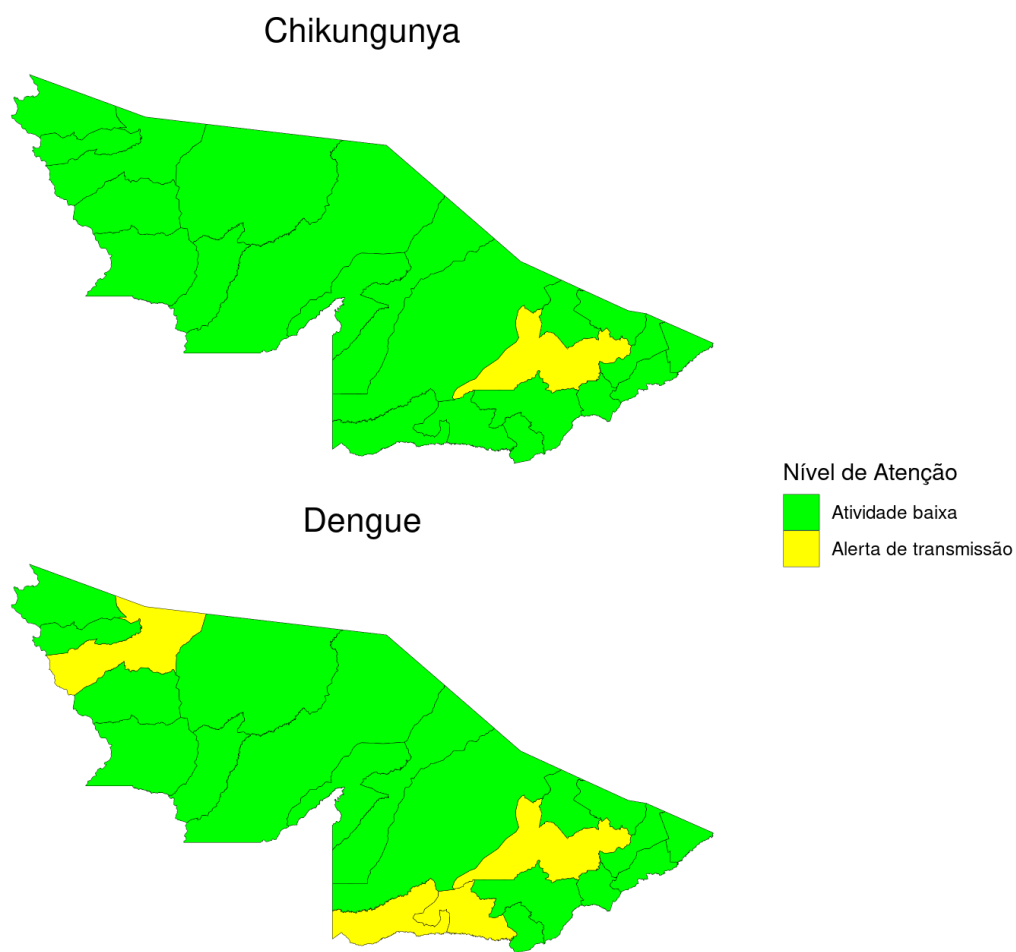 Chikungunya
Dengue
Nível de Atenção
Atividade baixa
Alerta de transmissão